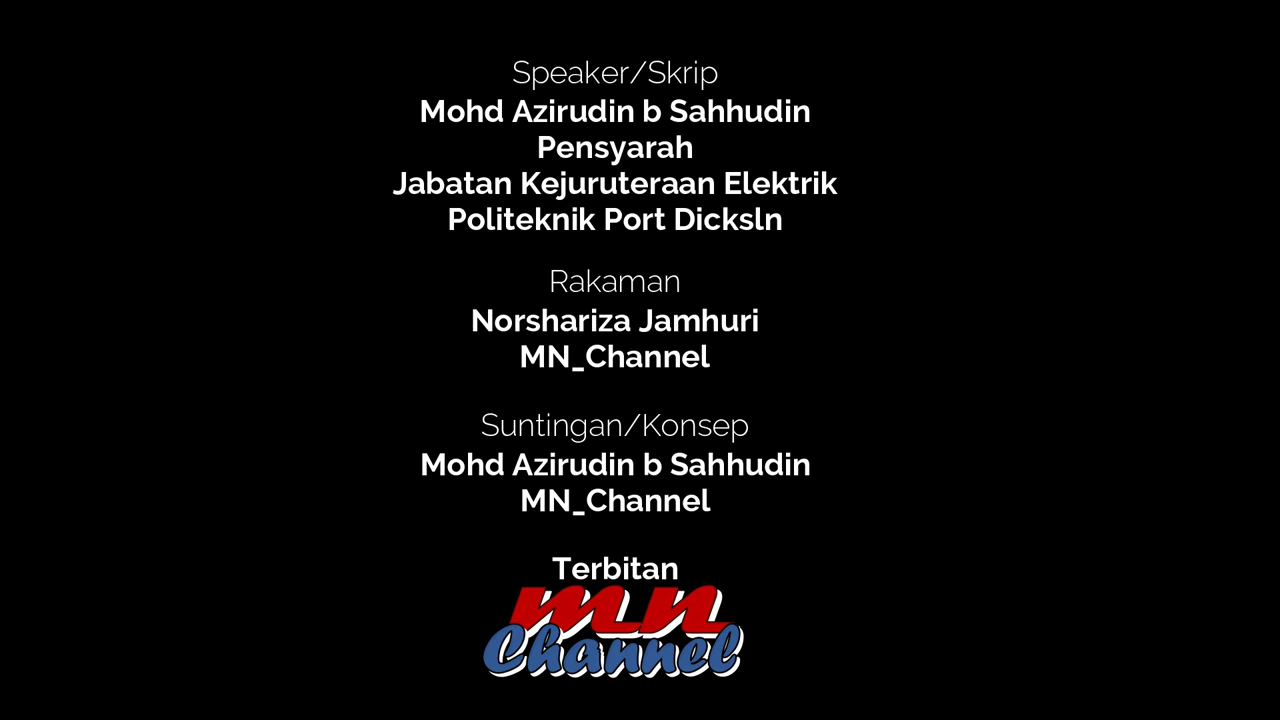 Speaker/Skrip
Mohd Azirudin b Sahhudin
Pensyarah
Jabatan Kejuruteraan Elektrik
Politeknik Port Dicksln
Rakaman
Norshariza Jamhuri
MN_Channel
Suntingan/Konsep
Mohd Azirudin b Sahhudin
MN_Channel
Terbitan
mn
Channel